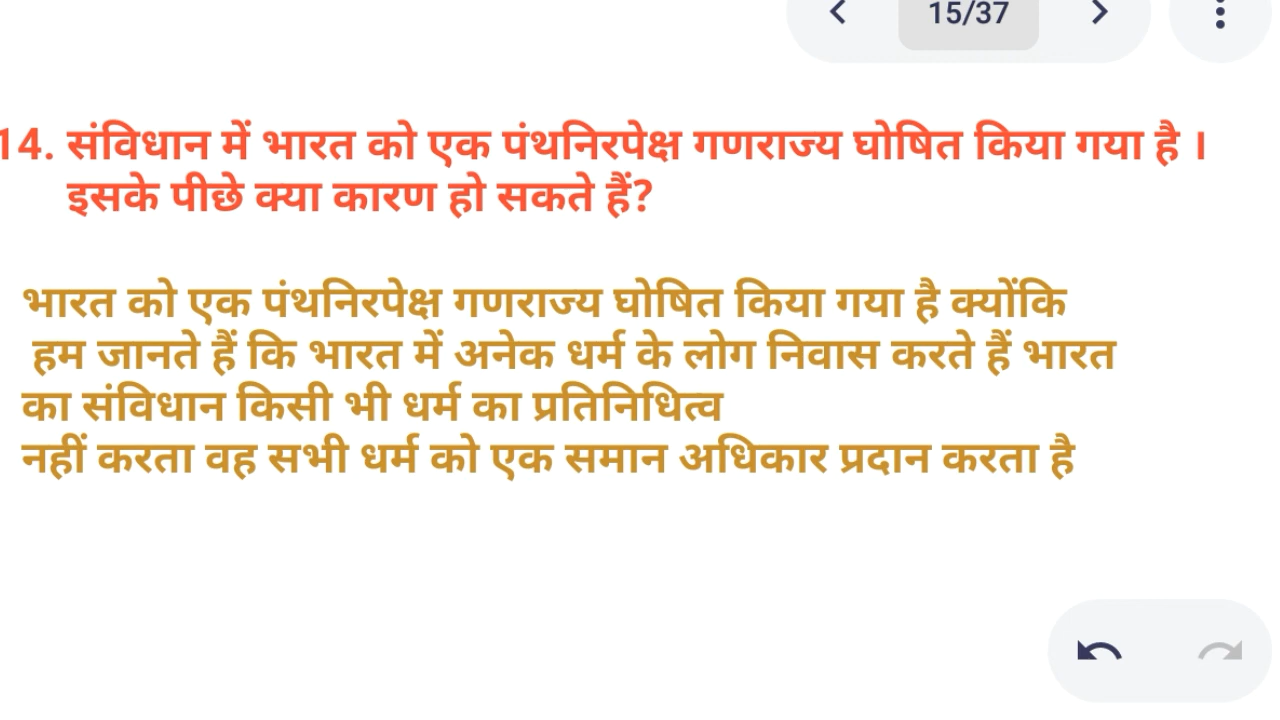 15/37
14. संविधान में भारत को एक पंथनिरपेक्ष गणराज्य घोषित किया गया है ।
इसके पीछे क्या कारण हो सकते हैं?
भारत को एक पंथनिरपेक्ष गणराज्य घोषित किया गया है क्योंकि
हम जानते हैं कि भारत में अनेक धर्म के लोग निवास करते हैं भारत
का संविधान किसी भी धर्म का प्रतिनिधित्व
नहीं करता वह सभी धर्म को एक समान अधिकार प्रदान करता है